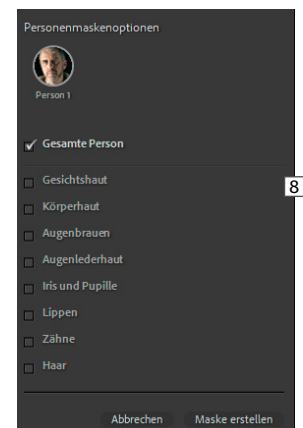 Personenmaskenoptionen
Person 1
Gesamte Person
Gesichtshaut
8
Körperhaut
Augenbrauen
Augenlederhaut
Iris und Pupille
Lippen
Zähne
Haar
Abbrechen Maske erstellen